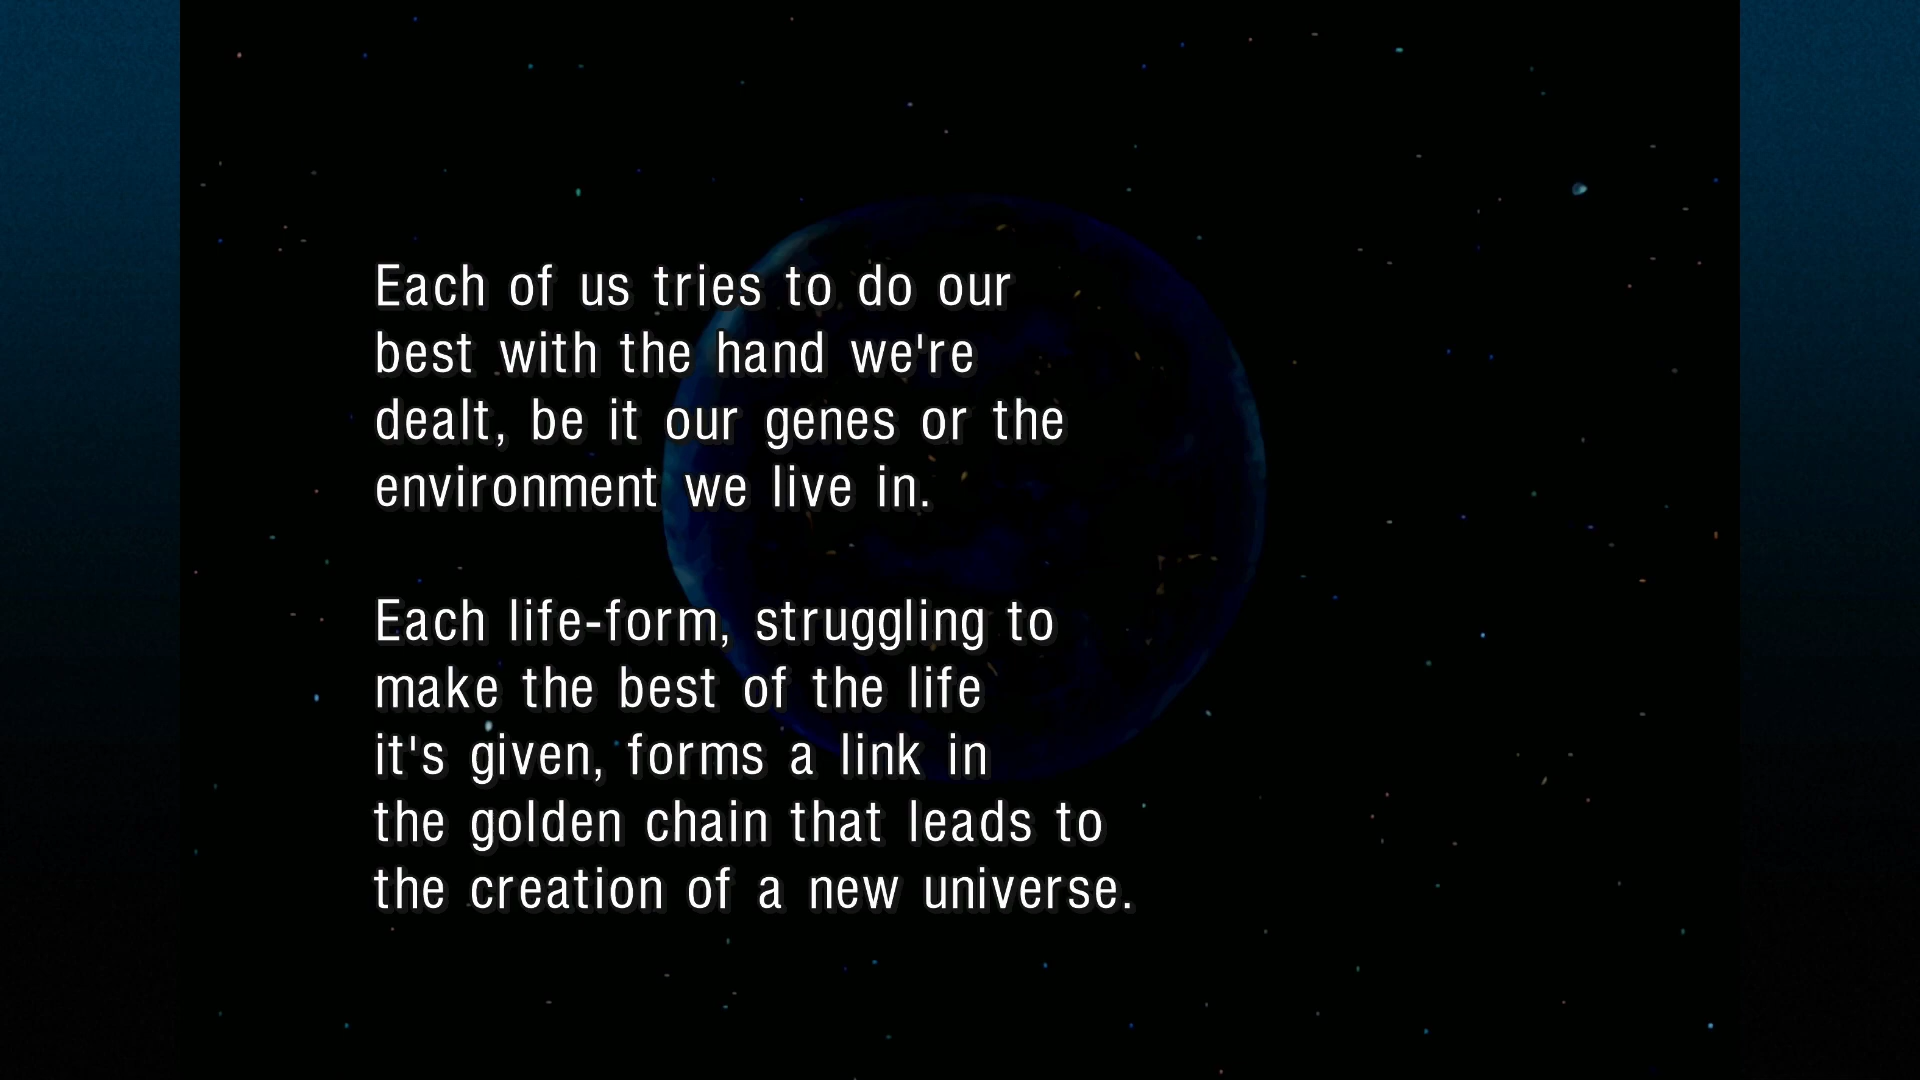 Each of us tries to do our
best with the hand we're
dealt, be it our genes or the
environment we live in.
Each life-form, struggling to
make the best of the life
it's given, forms a link in
the golden chain that leads to
the creation of a new universe.